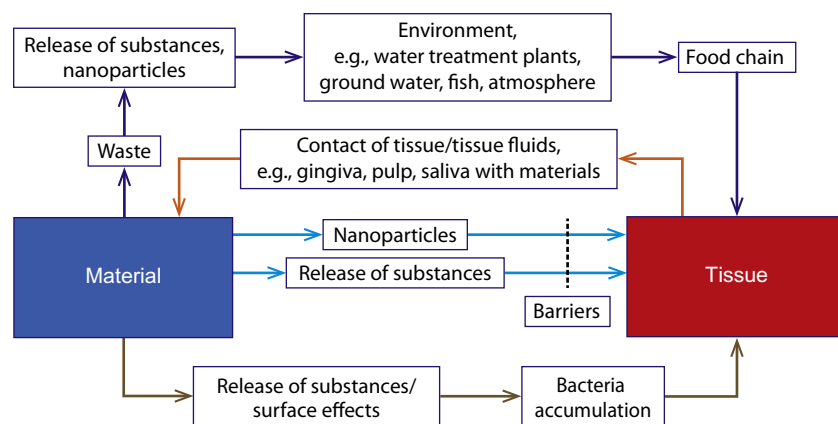 Release of substances,
nanoparticles
Environment,
e.g., water treatment plants,
ground water, fish, atmosphere
Food chain
Waste
Contact of tissue/tissue fluids,
e.g., gingiva, pulp, saliva with materials
Material
Nanoparticles
Release of substances
Barriers
Tissue
Release of substances/
surface effects
Bacteria
accumulation